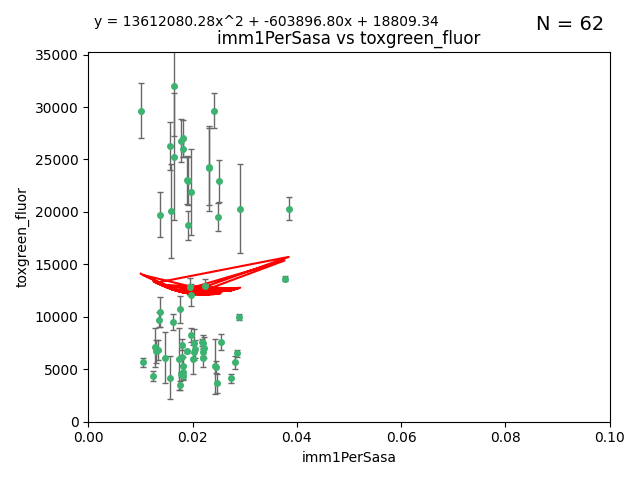 y = 13612080.28x^2 + -603896.80x + 18809.34
N = 62
imm1PerSasa vs toxgreen_fluor
35000
30000
25000
20000
15000
10000
5000
0
toxgreen_fluor
0.00 0.02 0.04 0.06 0.08 0.10
imm1PerSasa